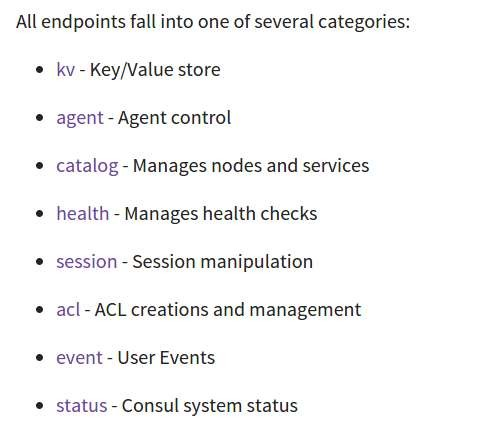 All endpoints fall into one of several categories:
• kv - Key/Value store
• agent - Agent control
• catalog - Manages nodes and services
• health - Manages health checks
• session - Session manipulation
• acl - ACL creations and management
• event - User Events
• status - Consul system status